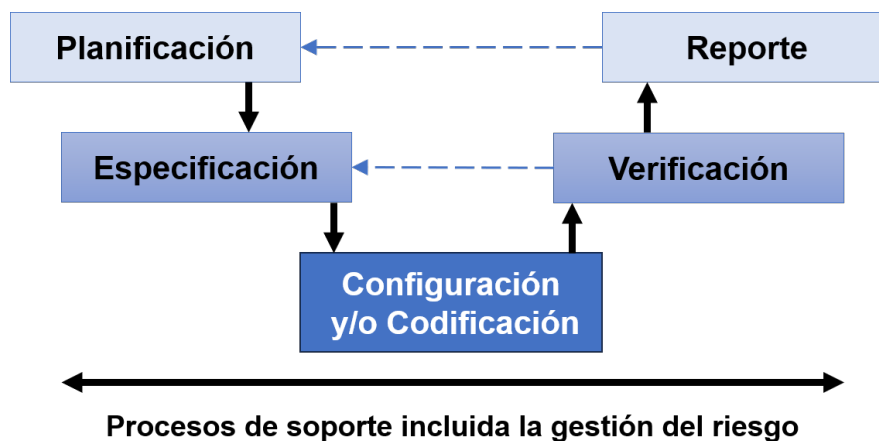 Planificación
Reporte
Especificación
Verificación
Configuración
y/o Codificación
Procesos de soporte incluida la gestión del riesgo